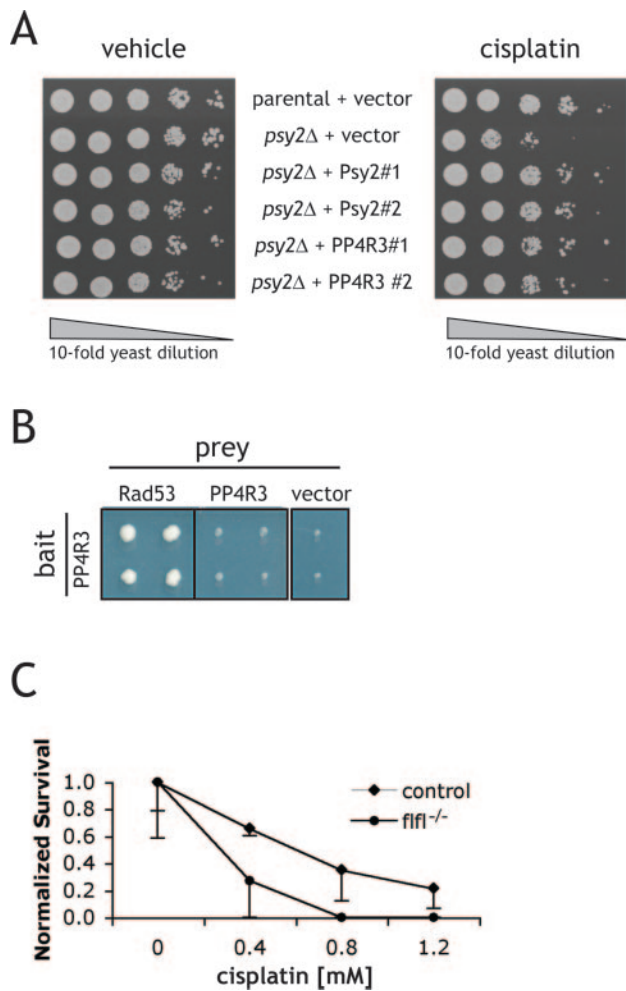 A
vehicle
cisplatin
parental + vector
psy2Δ + vector
psy2Δ + Psy2#1
psy2Δ + Psy2#2
psy2Δ + PP4R3#1
psy2Δ + PP4R3 #2
10-fold yeast dilution
10-fold yeast dilution
B
prey
Rad53 PP4R3 vector
bait
PP4R3
C
Normalized Survival
1.0
0.8
0.6
0.4
0.2
0.0
control
flfl-/-
0 0.4 0.8 1.2
cisplatin [mM]